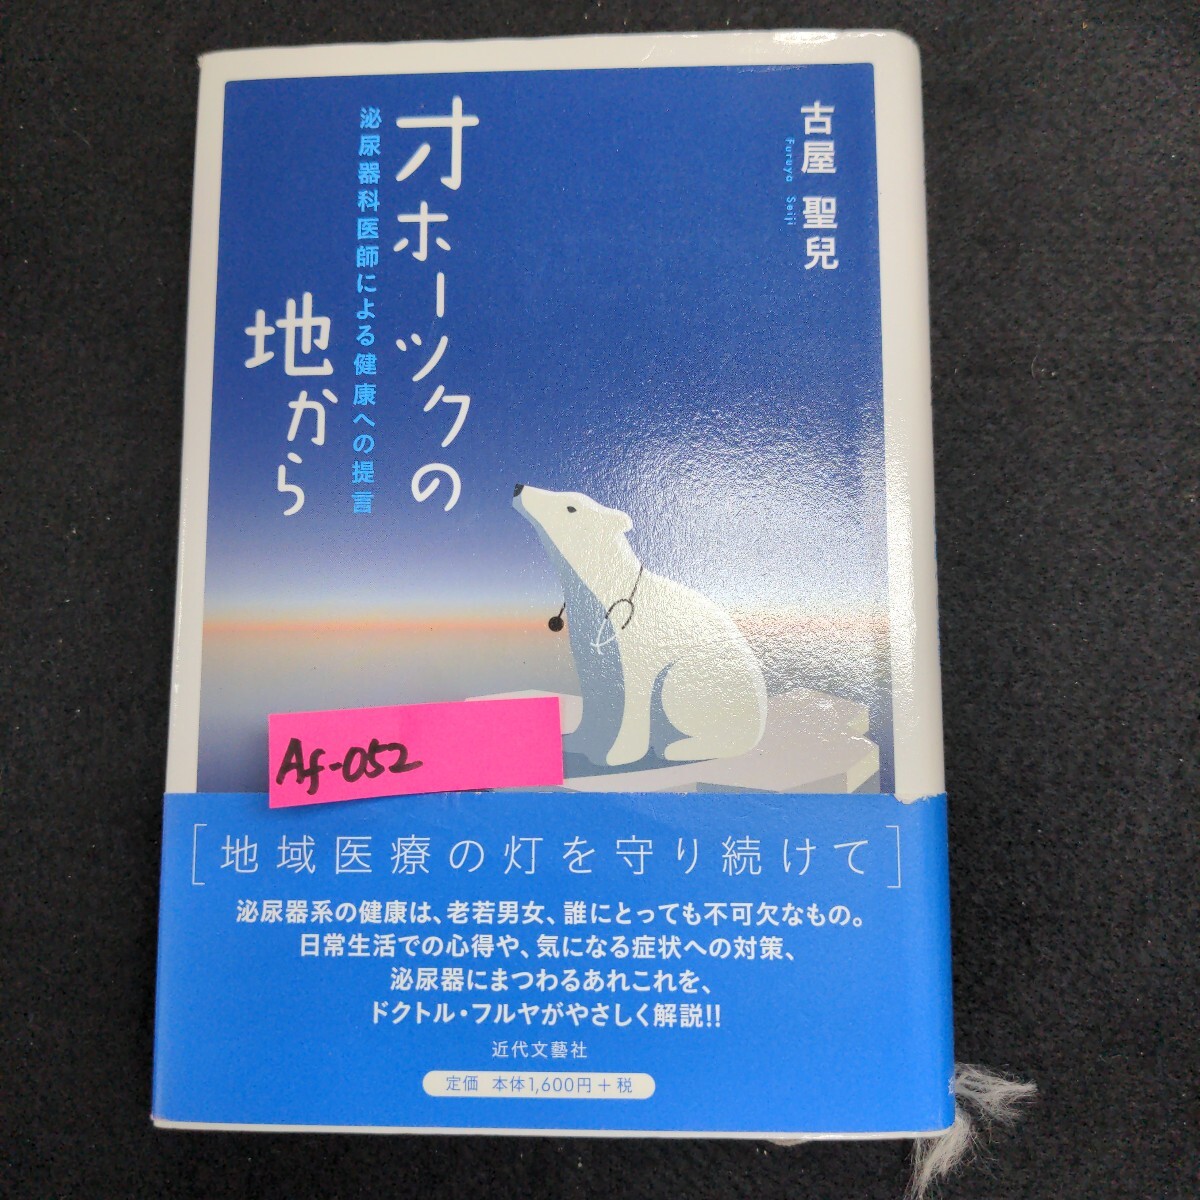 古屋 聖兒
Furuya Seiji
オホーツクの
地から
泌尿器科医師による健康への提言
Af-052
[地域医療の灯を守り続けて]
泌尿器系の健康は、老若男女、誰にとっても不可欠なもの。
日常生活での心得や、気になる症状への対策、
泌尿器にまつわるあれこれを、
ドクトル・フルヤがやさしく解説!!
近代文藝社
定価 本体1,600円+税